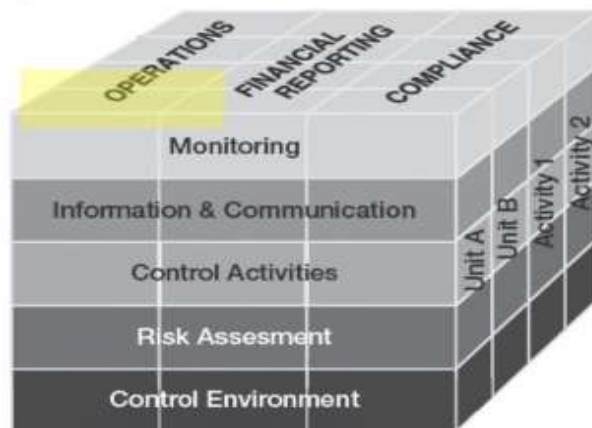 OPERATIONS
FINANCIAL
REPORTING
COMPLIANCE
Monitoring
Information & Communication
Control Activities
Risk Assesment
Control Environment
Unit A
Unit B
Activity 1
Activity 2